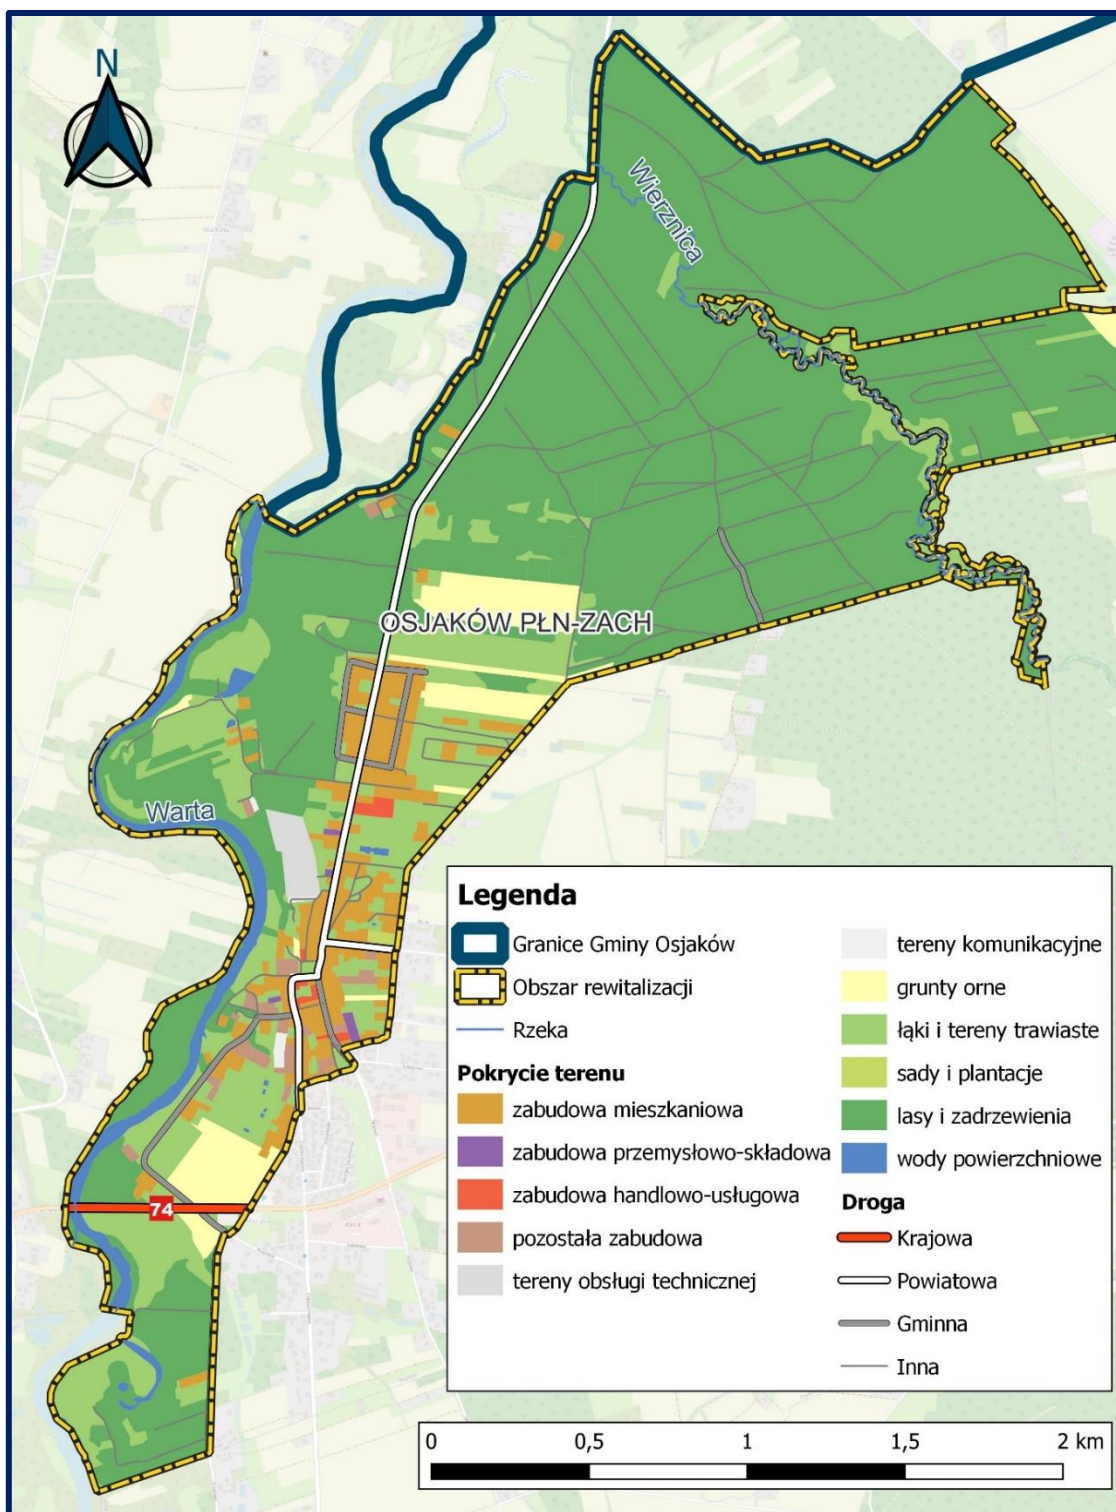 N
Wierznica
OSJAKÓW PŁN-ZACH
Warta
74
Legenda
Granice Gminy Osjaków
Obszar rewitalizacji
Rzeka
Pokrycie terenu
zabudowa mieszkaniowa
zabudowa przemysłowo-składowa
zabudowa handlowo-usługowa
pozostała zabudowa
tereny obsługi technicznej
tereny komunikacyjne
grunty orne
łąki i tereny trawiaste
sady i plantacje
lasy i zadrzewienia
wody powierzchniowe
Droga
Krajowa
Powiatowa
Gminna
Inna
0 0,5 1 1,5 2 km